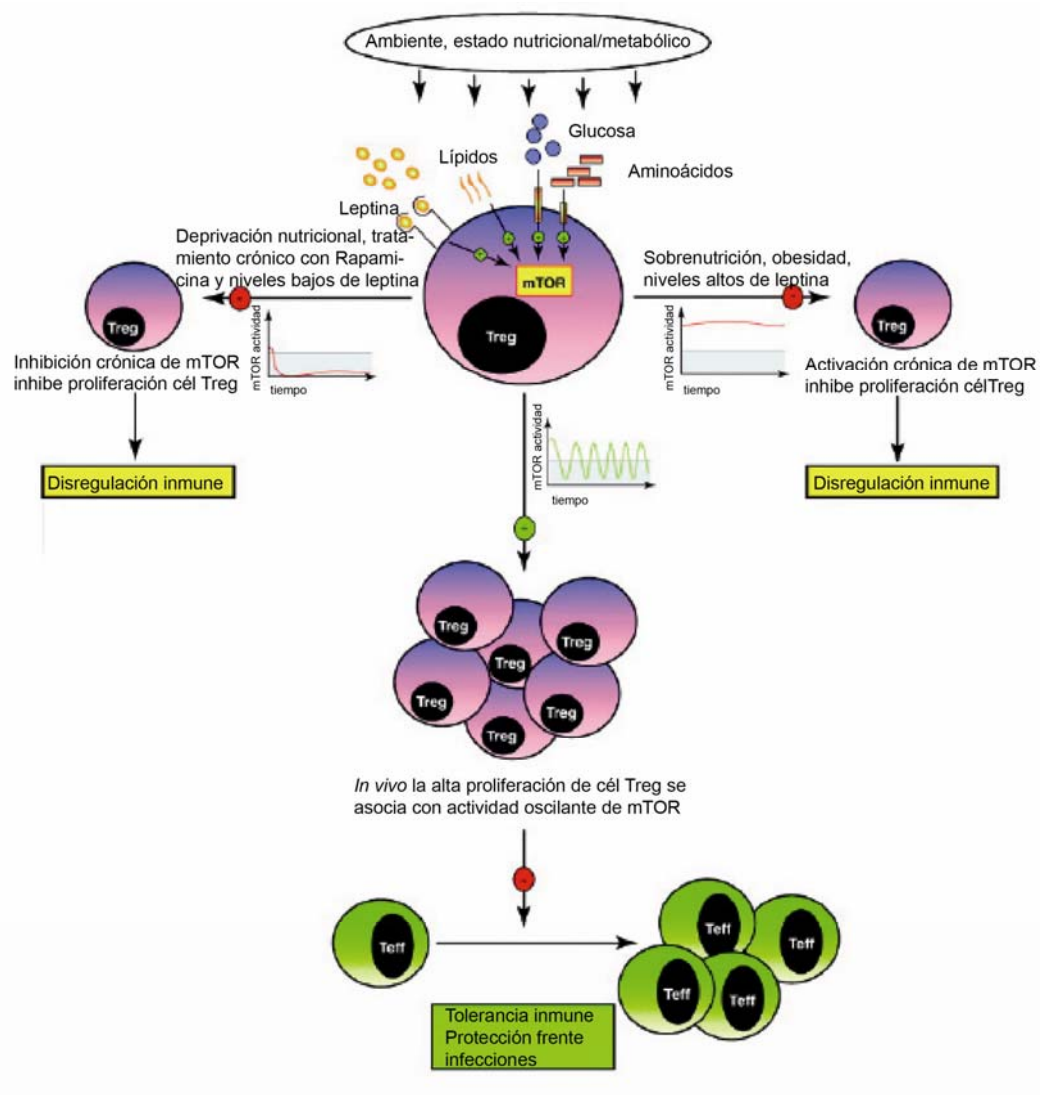 Ambiente, estado nutricional/metabólico
Glucosa
Lípidos
Aminoácidos
Leptina
Deprivación nutricional, trata-
miento crónico con Rapami-
cina y niveles bajos de leptina
mTOR
Treg
Sobrenutrición, obesidad,
niveles altos de leptina
Treg
mTOR actividad
tiempo
Inhibición crónica de mTOR
inhibe proliferación cél Treg
Disregulación inmune
mTOR actividad
tiempo
Treg
Activación crónica de mTOR
inhibe proliferación célTreg
Disregulación inmune
mTOR actividad
tiempo
Treg
Treg
Treg
Treg
Treg
Treg
In vivo la alta proliferación de cél Treg se
asocia con actividad oscilante de mTOR
Teff
Teff
Teff
Teff
Teff
Tolerancia inmune
Protección frente
infecciones